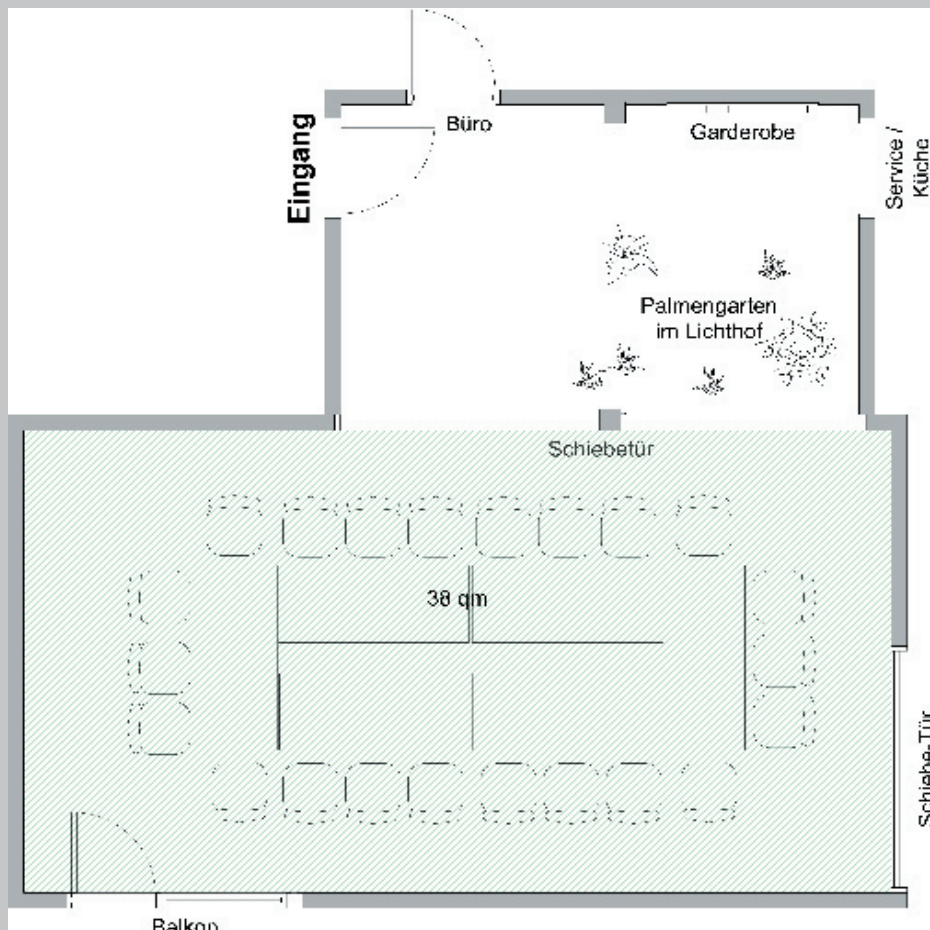 Büro
Garderobe
Eingang
Service /
Küche
Palmengarten
im Lichthof
Schiebetür
38 qm
Schiebe-Tür
Balkon